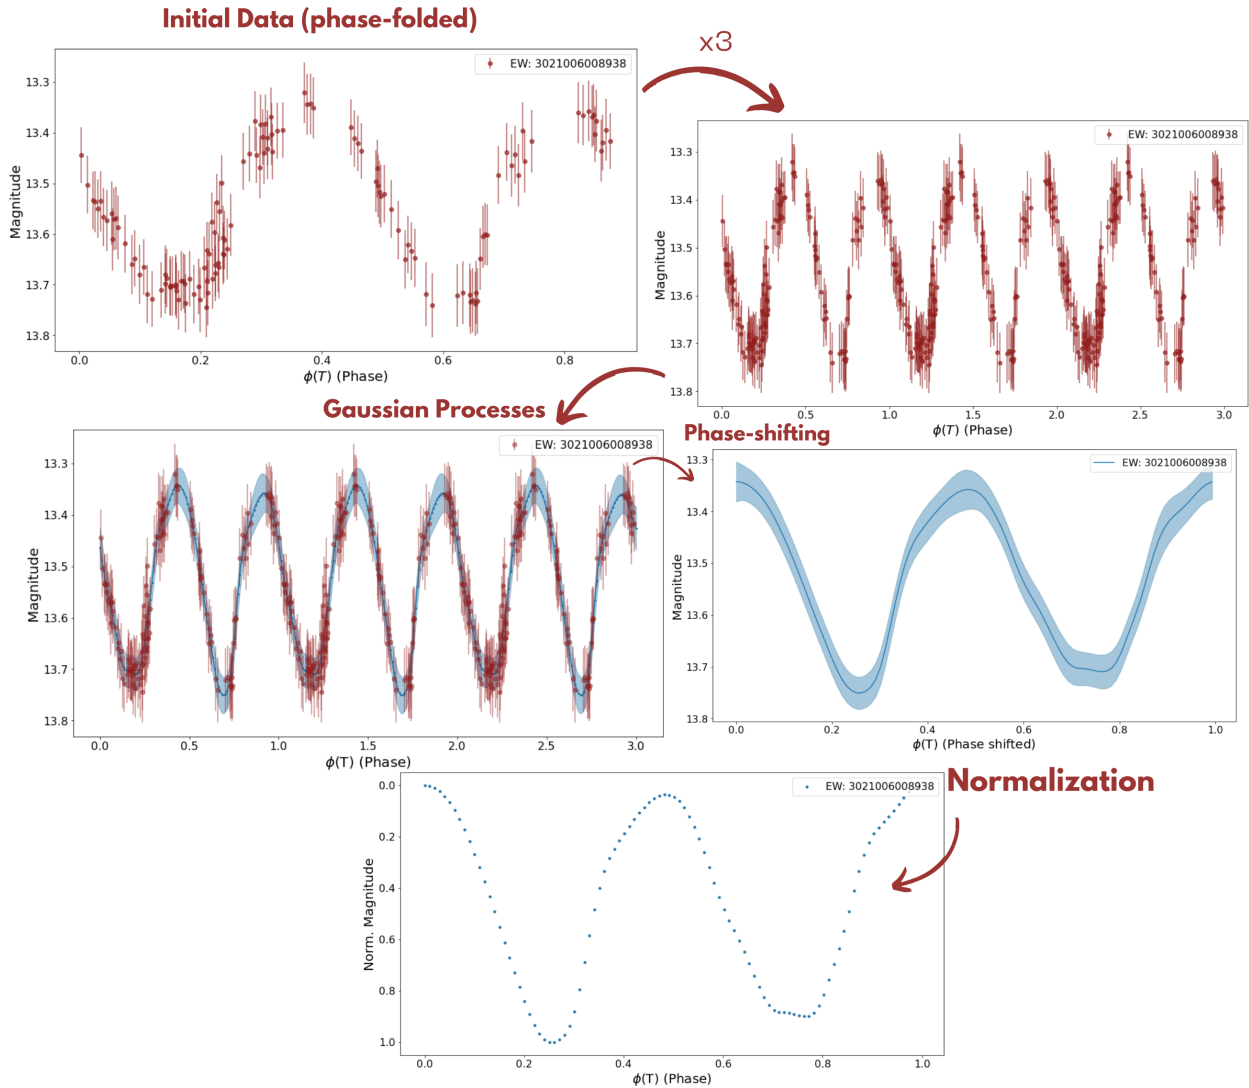 Initial Data (phase-folded)
EW: 3021006008938
Magnitude
13.3
13.4
13.5
13.6
13.7
13.8
0.0 0.2 0.4 0.6 0.8
ϕ(T) (Phase)
x3
EW: 3021006008938
Magnitude
13.3
13.4
13.5
13.6
13.7
13.8
0.0 0.5 1.0 1.5 2.0 2.5 3.0
ϕ(T) (Phase)
Gaussian Processes
EW: 3021006008938
Magnitude
13.3
13.4
13.5
13.6
13.7
13.8
0.0 0.5 1.0 1.5 2.0 2.5 3.0
ϕ(T) (Phase)
Phase-shifting
EW: 3021006008938
Magnitude
13.3
13.4
13.5
13.6
13.7
13.8
0.0 0.2 0.4 0.6 0.8 1.0
ϕ(T) (Phase shifted)
Normalization
EW: 3021006008938
Norm. Magnitude
0.0
0.2
0.4
0.6
0.8
1.0
0.0 0.2 0.4 0.6 0.8 1.0
ϕ(T) (Phase)